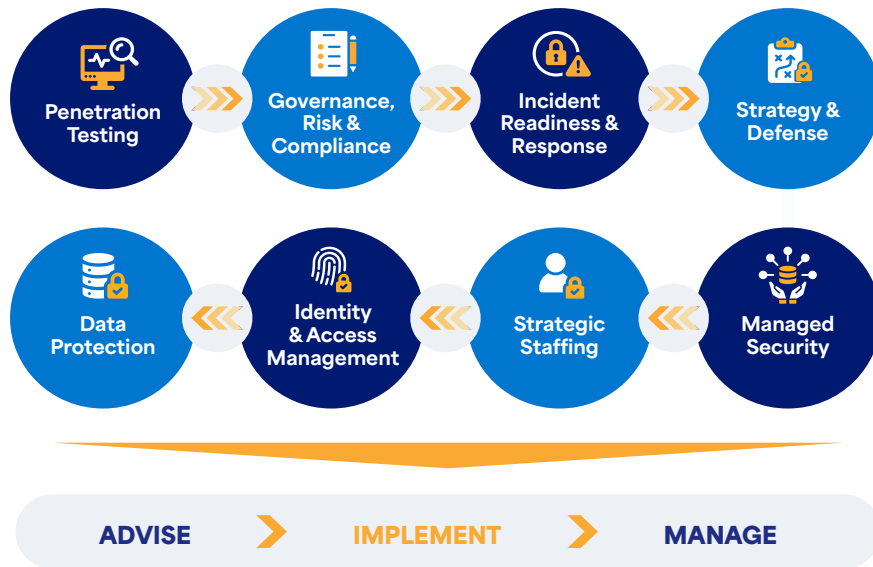 Penetration
Testing
Governance,
Risk &
Compliance
Incident
Readiness &
Response
Strategy &
Defense
Data
Protection
Identity
& Access
Management
Strategic
Staffing
Managed
Security
ADVISE
IMPLEMENT
MANAGE